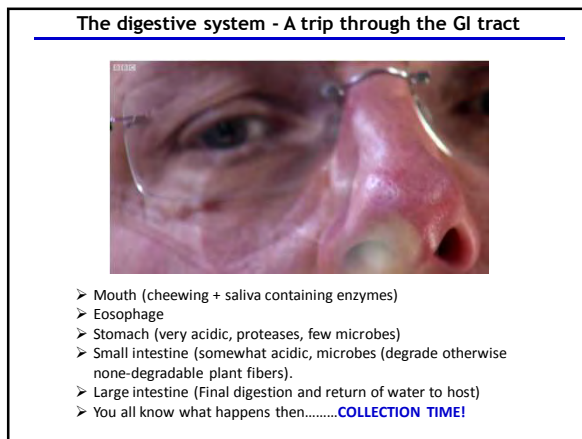 The digestive system - A trip through the GI tract
BBC
➢ Mouth (cheewing + saliva containing enzymes)
➢ Eosophage
➢ Stomach (very acidic, proteases, few microbes)
➢ Small intestine (somewhat acidic, microbes (degrade otherwise
none-degradable plant fibers).
➢ Large intestine (Final digestion and return of water to host)
➢ You all know what happens then………COLLECTION TIME!